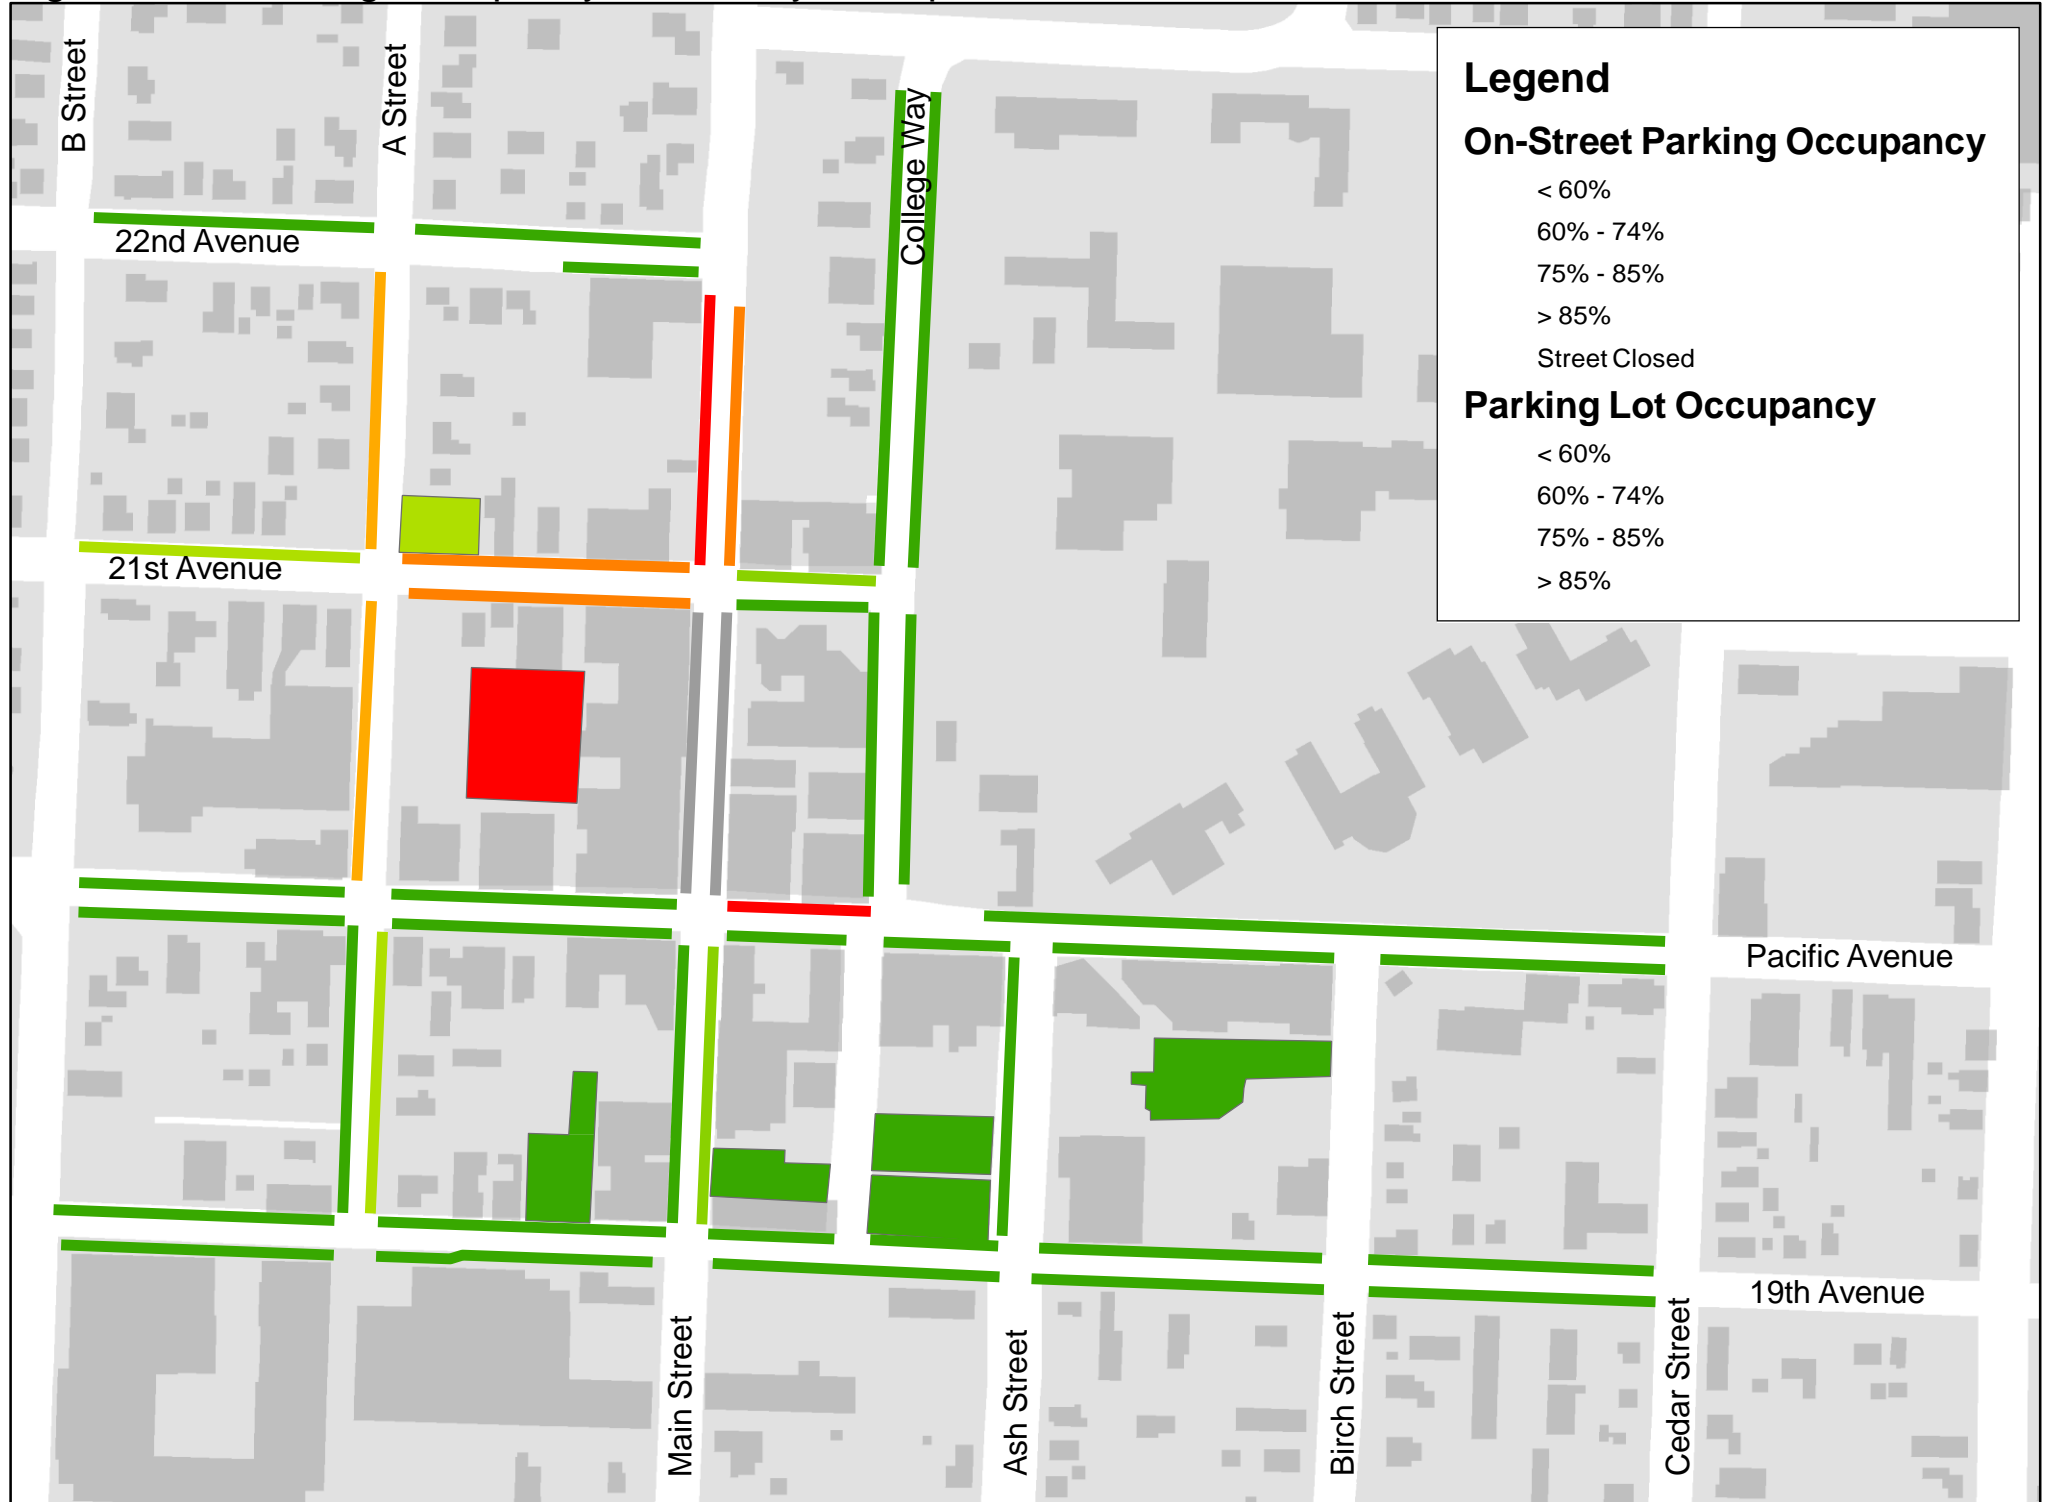 Legend
On-Street Parking Occupancy
< 60%
60% - 74%
75% - 85%
> 85%
Street Closed
Parking Lot Occupancy
< 60%
60% - 74%
75% - 85%
> 85%
B Street
A Street
College Way
22nd Avenue
21st Avenue
Pacific Avenue
19th Avenue
Main Street
Ash Street
Birch Street
Cedar Street